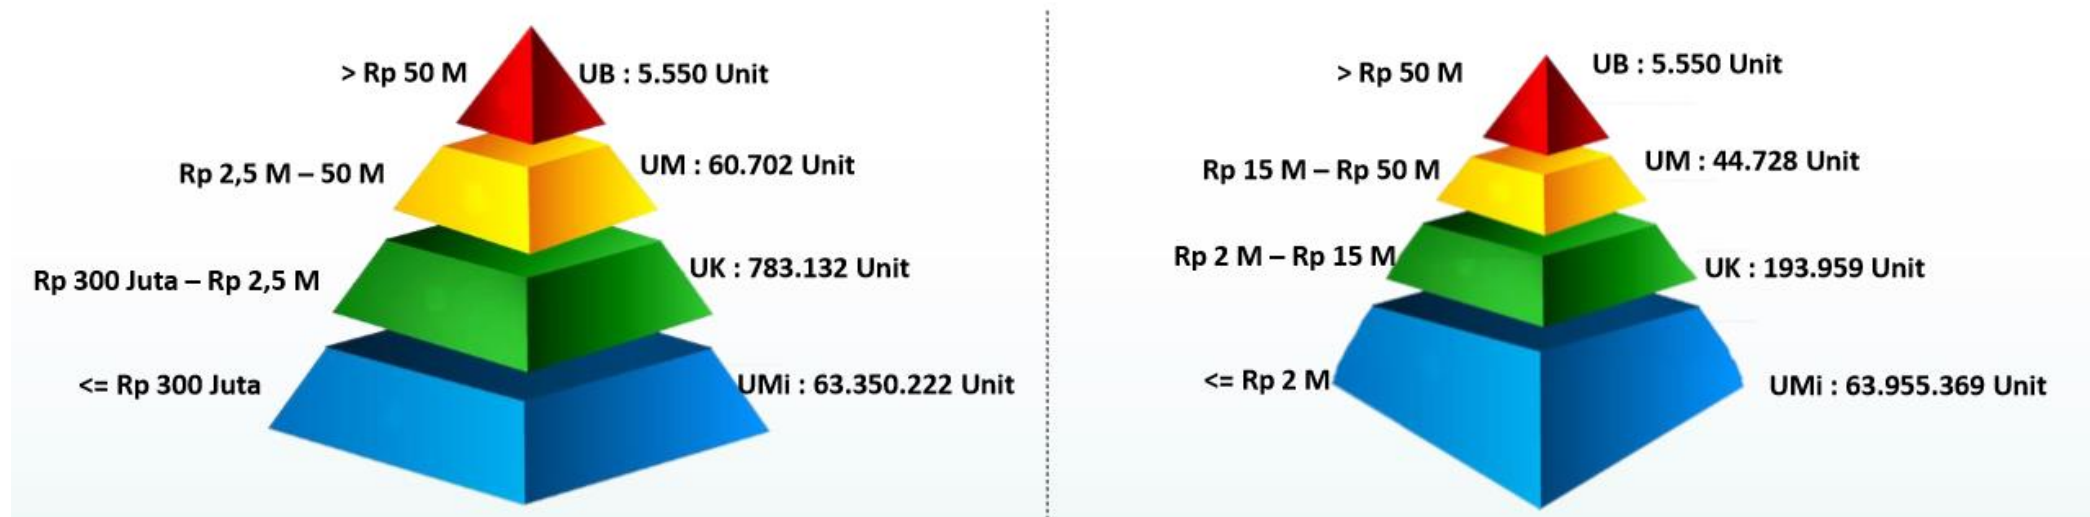 > Rp 50 M
UB : 5.550 Unit
Rp 2,5 M – 50 M
UM : 60.702 Unit
Rp 300 Juta – Rp 2,5 M
UK : 783.132 Unit
<= Rp 300 Juta
UMi : 63.350.222 Unit
> Rp 50 M
UB : 5.550 Unit
Rp 15 M – Rp 50 M
UM : 44.728 Unit
Rp 2 M – Rp 15 M
UK : 193.959 Unit
<= Rp 2 M
UMi : 63.955.369 Unit